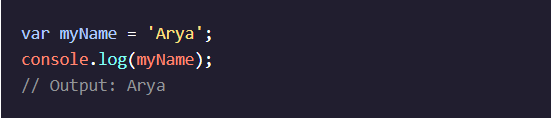 var myName = 'Arya';
console.log(myName);
// Output: Arya